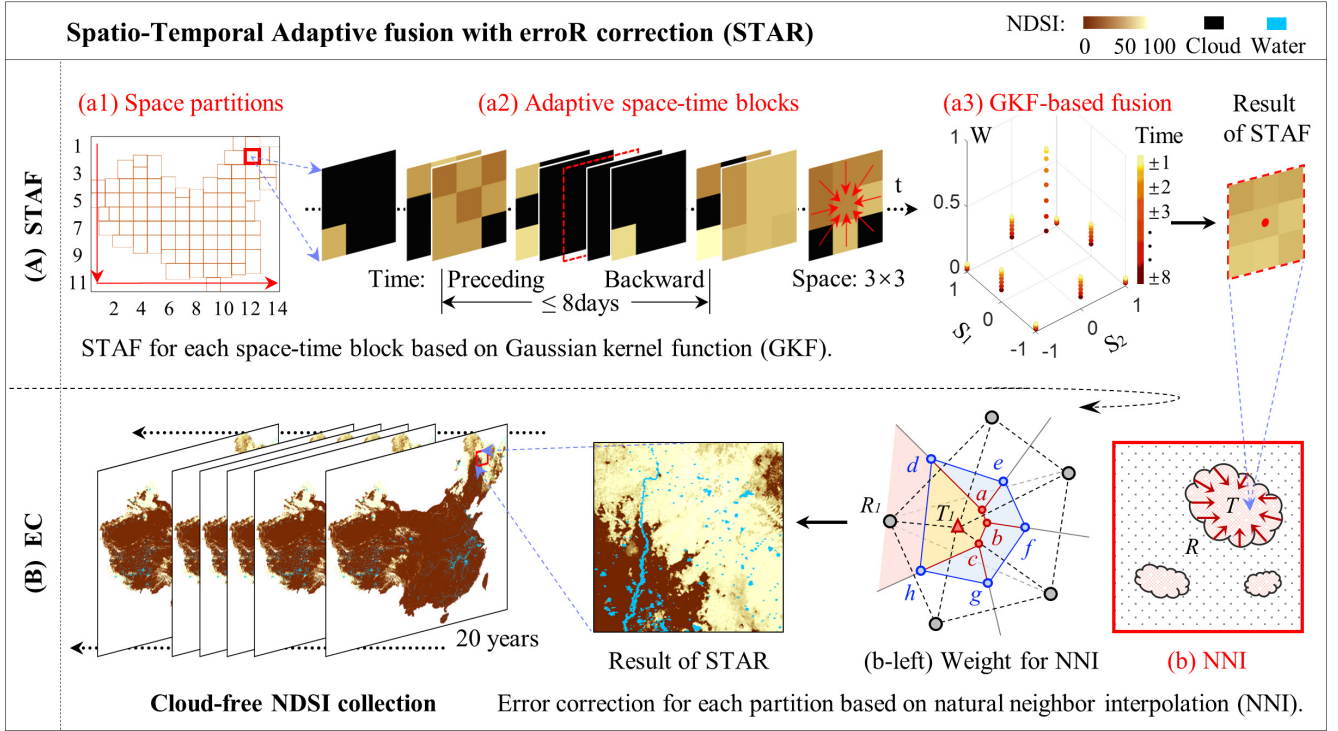 Spatio-Temporal Adaptive fusion with erroR correction (STAR)
NDSI:
0 50 100 Cloud Water
(A) STAF
(a1) Space partitions
(a2) Adaptive space-time blocks
(a3) GKF-based fusion
Result
of STAF
1
3
5
7
9
11
2 4 6 8 10 12 14
Time:
Preceding
Backward
≤ 8days
Space: 3×3
t
W
1
0.5
0
1
0
-1
S1
-1
0
1
S2
Time
±1
±2
±3
±8
STAF for each space-time block based on Gaussian kernel function (GKF).
(B) EC
20 years
Cloud-free NDSI collection
Result of STAR
d
e
a
R1
T1
b
f
c
h
g
(b-left) Weight for NNI
T
R
(b) NNI
Error correction for each partition based on natural neighbor interpolation (NNI).